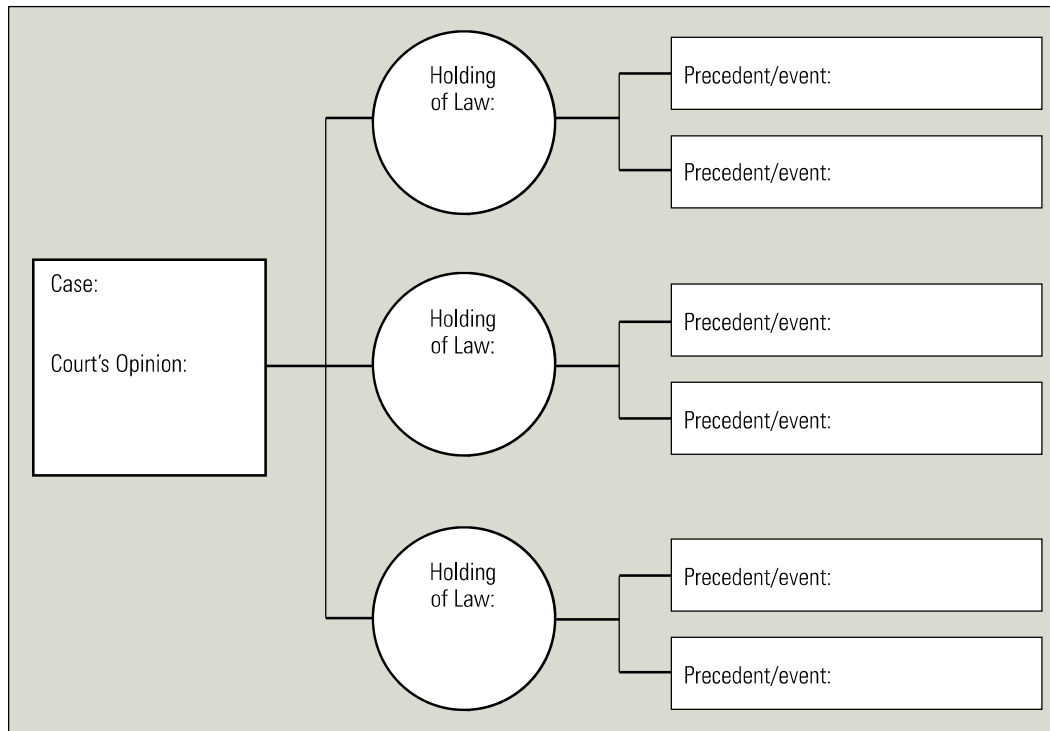 Case:
Court’s Opinion:
Holding
of Law:
Precedent/event:
Precedent/event:
Holding
of Law:
Precedent/event:
Precedent/event:
Holding
of Law:
Precedent/event:
Precedent/event: